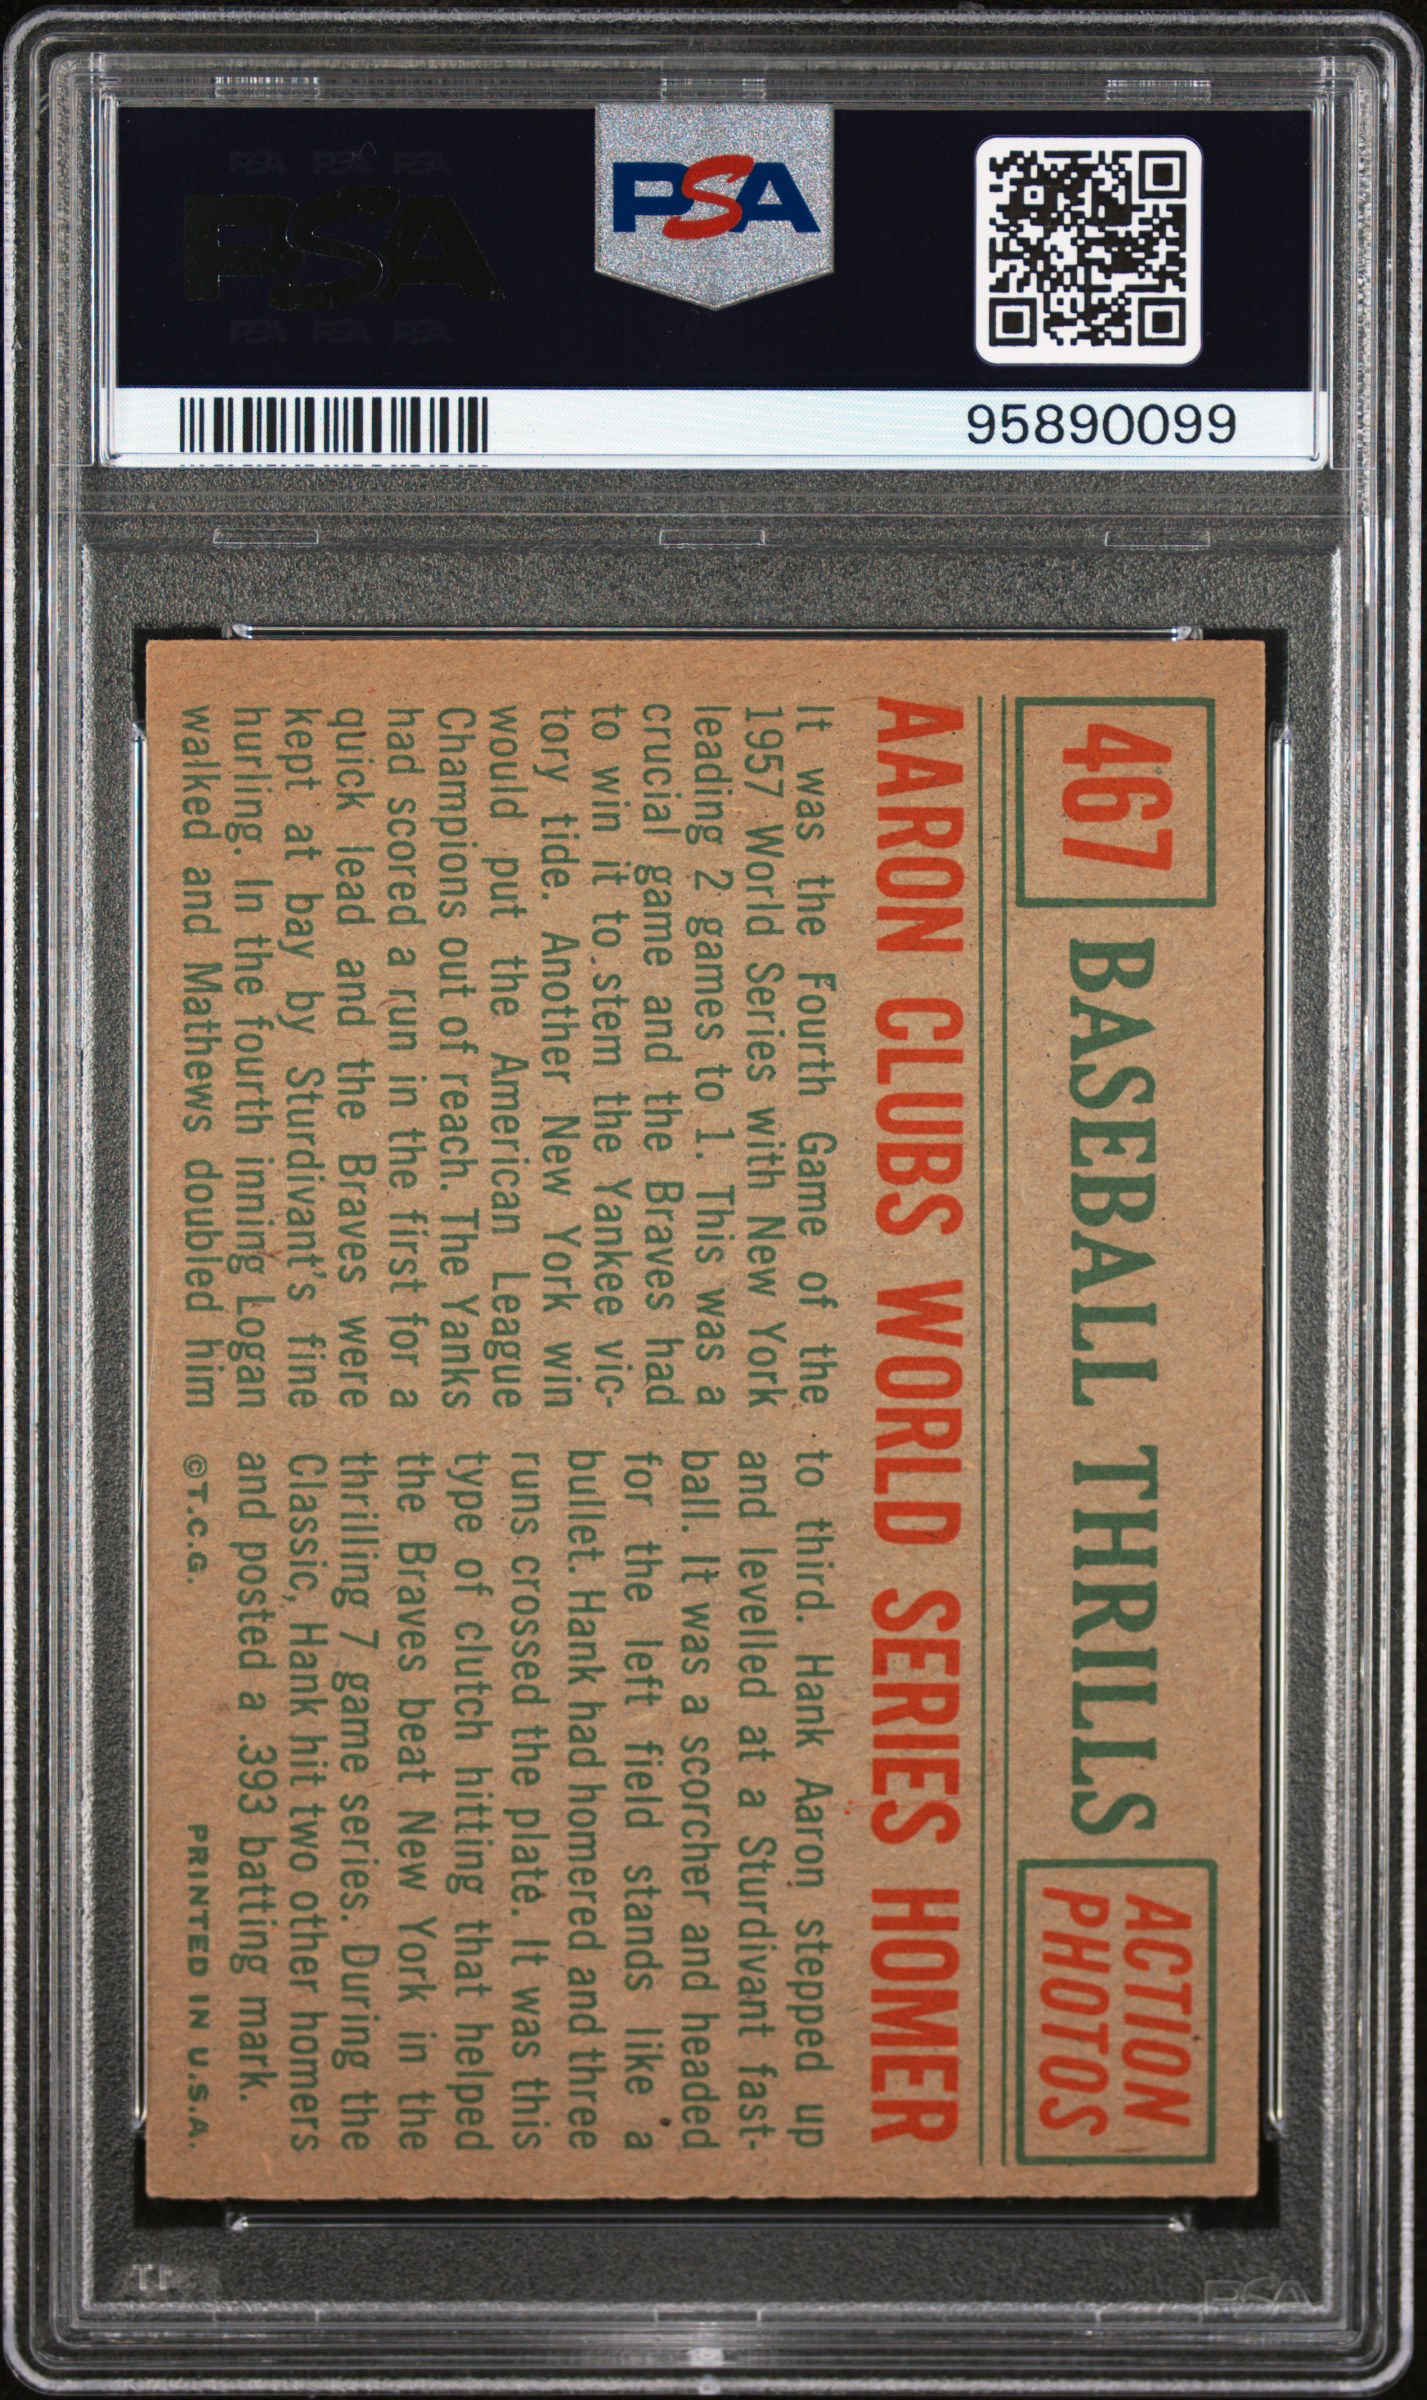 PSA PSA PSA
PSA
PSA PSA PSA
PSA
95890099
467
BASEBALL THRILLS
ACTION
PHOTOS
AARON CLUBS WORLD SERIES HOMER
It was the Fourth Game of the
1957 World Series with New York
leading 2 games to 1. This was a
crucial game and the Braves had
to win it to stem the Yankee vic-
tory tide. Another New York win
would put the American League
Champions out of reach. The Yanks
had scored a run in the first for a
quick lead and the Braves were
kept at bay by Sturdivant's fine
hurling. In the fourth inning Logan
walked and Mathews doubled him
to third. Hank Aaron stepped up
and levelled at a Sturdivant fast-
ball. It was a scorcher and headed
for the left field stands like a
bullet. Hank had homered and three
runs crossed the plate. It was this
type of clutch hitting that helped
the Braves beat New York in the
thrilling 7 game series. During the
Classic, Hank hit two other homers
and posted a .393 batting mark.
©T.C.G.
PRINTED IN U.S.A.
PSA